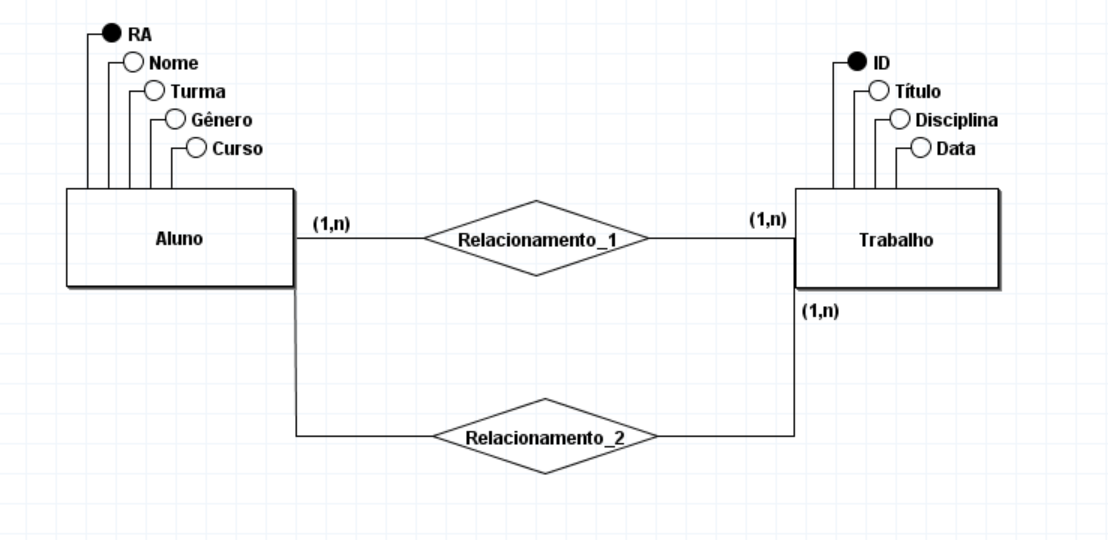 RA
Nome
Turma
Gênero
Curso
ID
Título
Disciplina
Data
Aluno
(1,n)
Relacionamento_1
(1,n)
Trabalho
(1,n)
Relacionamento_2